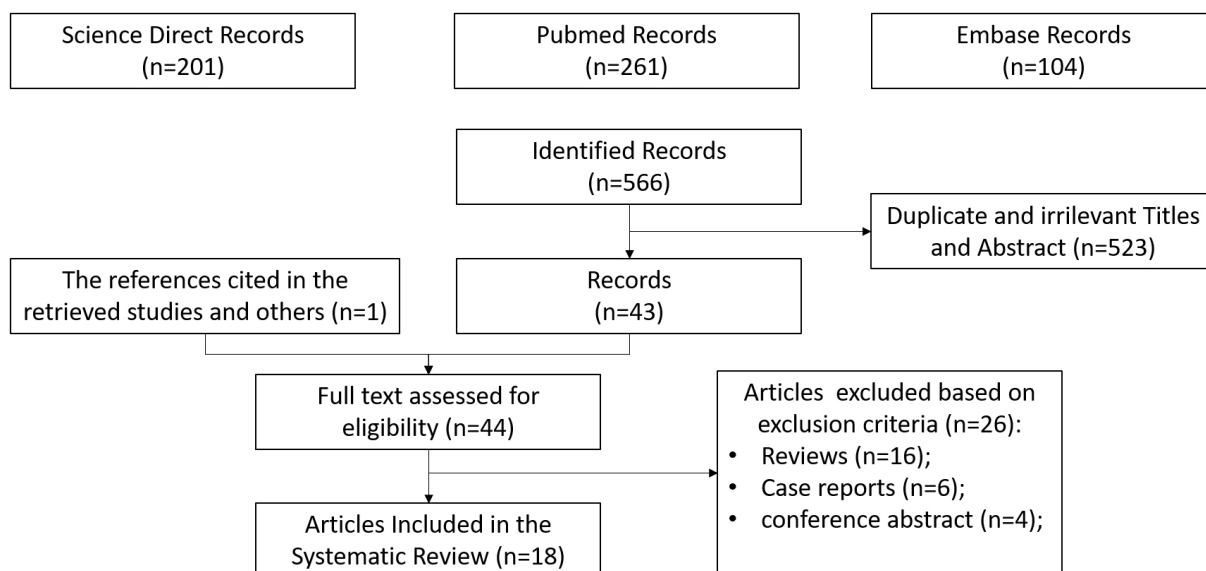 Science Direct Records
(n=201)
Pubmed Records
(n=261)
Embase Records
(n=104)
Identified Records
(n=566)
Duplicate and irrilevant Titles
and Abstract (n=523)
The references cited in the
retrieved studies and others (n=1)
Records
(n=43)
Full text assessed for
eligibility (n=44)
Articles excluded based on
exclusion criteria (n=26):
• Reviews (n=16);
• Case reports (n=6);
• conference abstract (n=4);
Articles Included in the
Systematic Review (n=18)